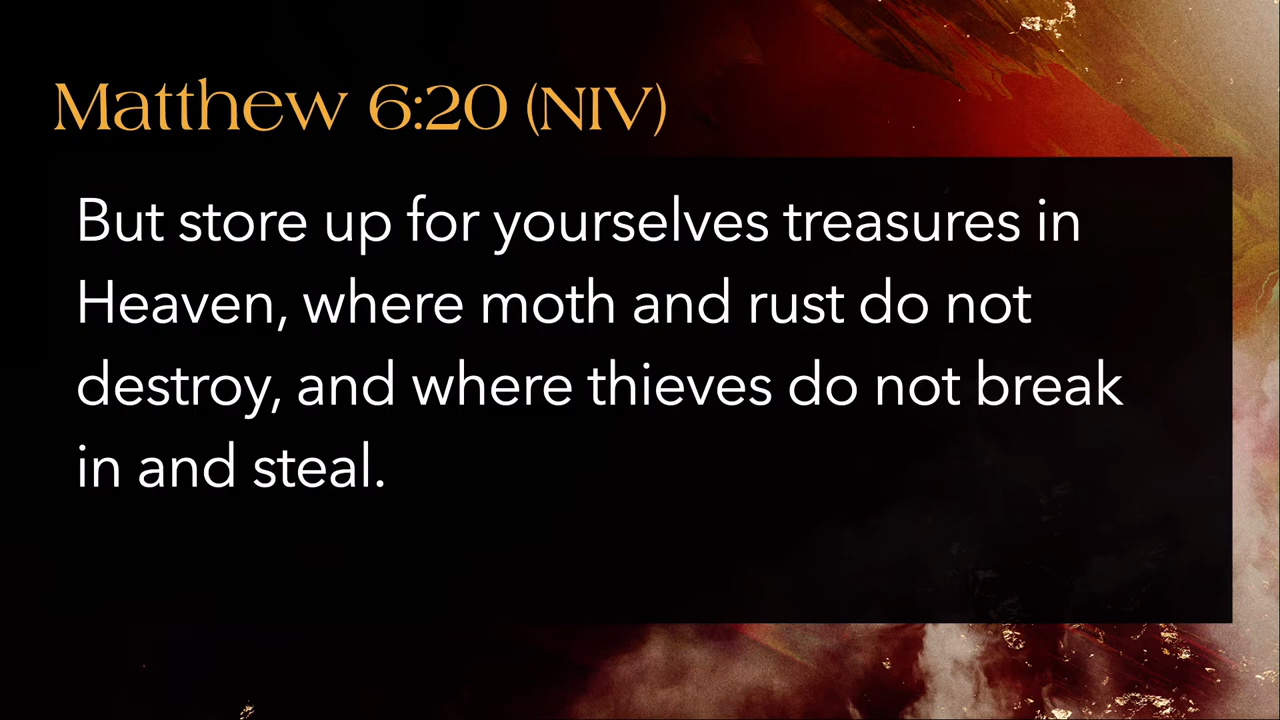 Matthew 6:20 (NIV)
But store up for yourselves treasures in
Heaven, where moth and rust do not
destroy, and where thieves do not break
in and steal.